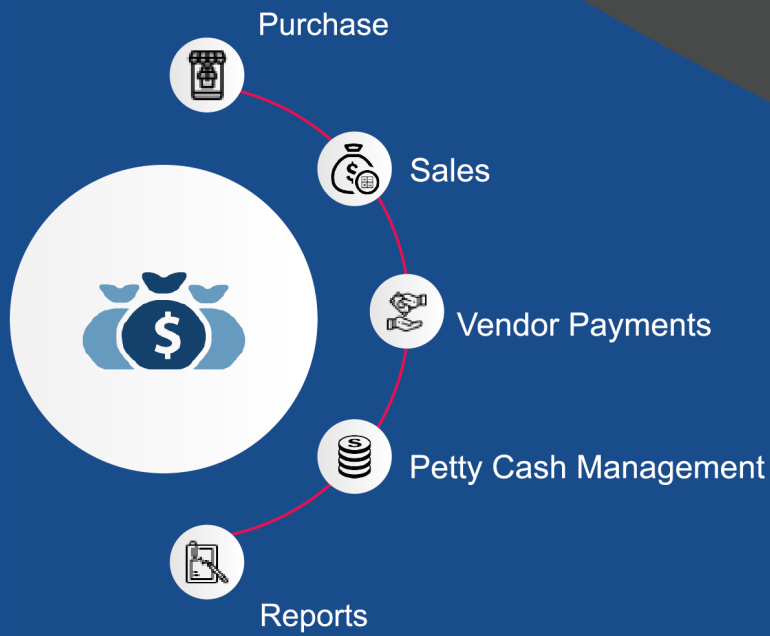 Purchase
Sales
Vendor Payments
Petty Cash Management
Reports